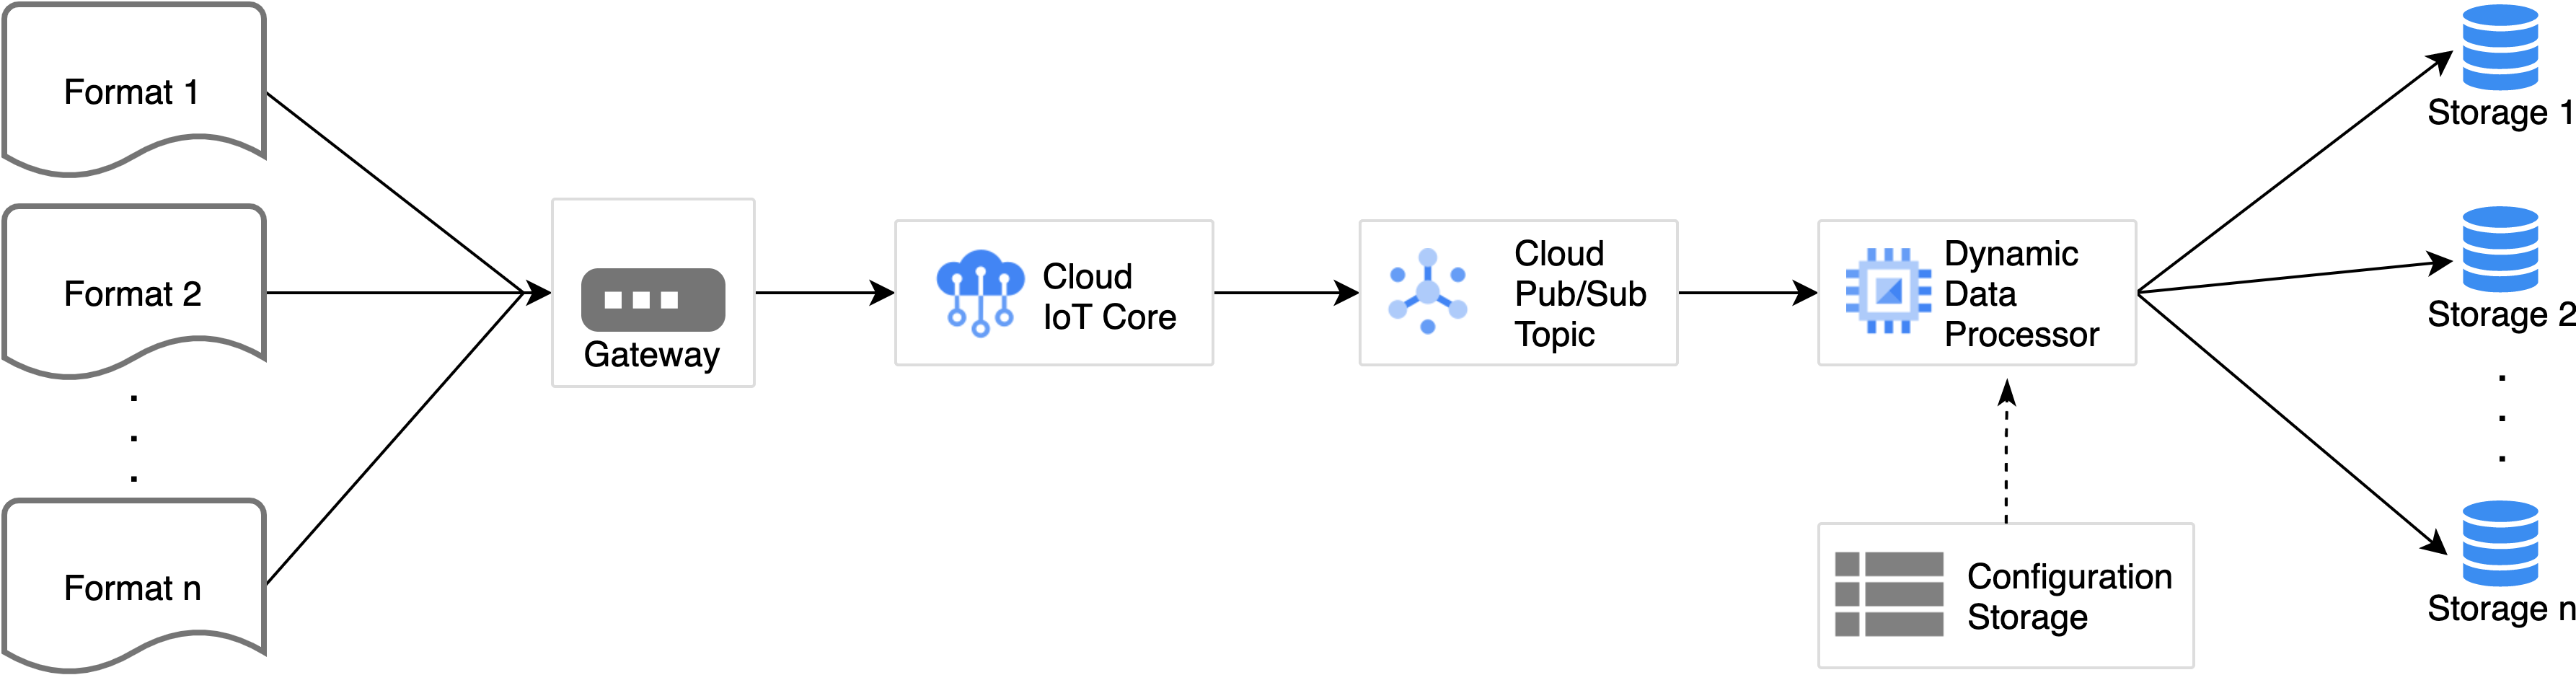 Format 1
Format 2
.
.
.
Format n
Gateway
Cloud
IoT Core
Cloud
Pub/Sub
Topic
Dynamic
Data
Processor
Configuration
Storage
Storage 1
Storage 2
.
.
.
Storage n